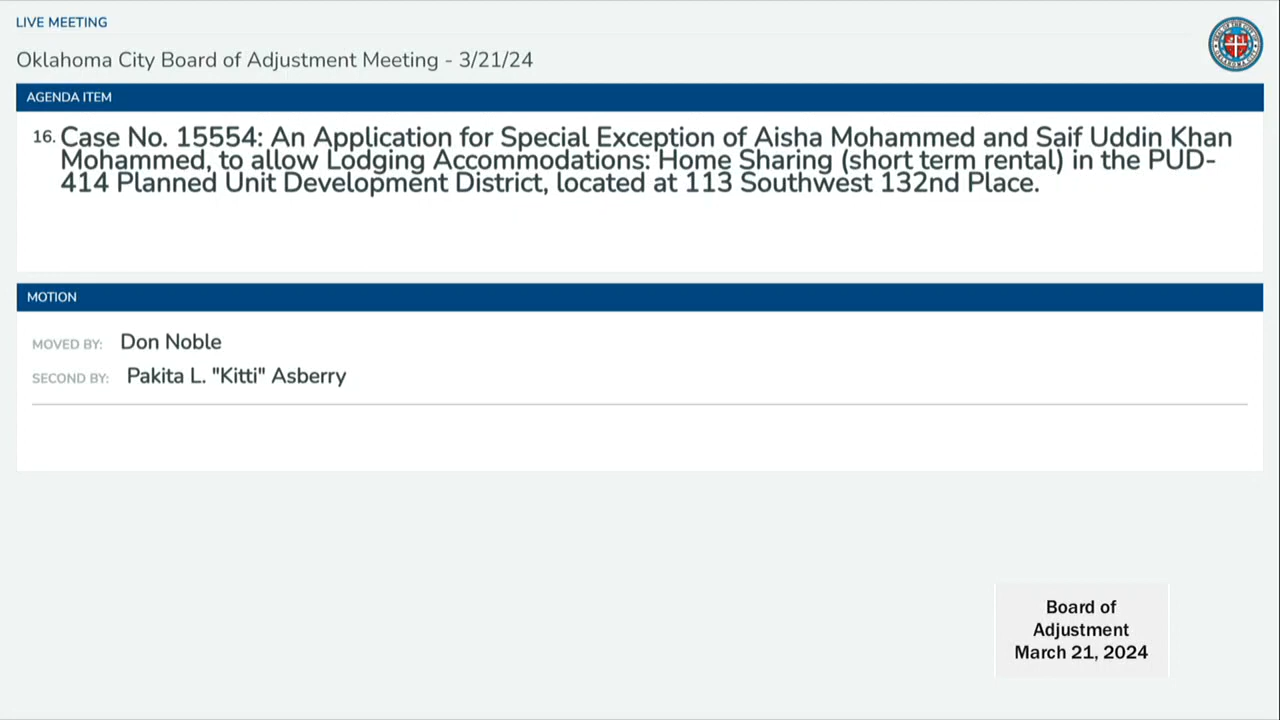 LIVE MEETING
Oklahoma City Board of Adjustment Meeting - 3/21/24
AGENDA ITEM
16. Case No. 15554: An Application for Special Exception of Aisha Mohammed and Saif Uddin Khan
Mohammed, to allow Lodging Accommodations: Home Sharing (short term rental) in the PUD-
414 Planned Unit Development District, located at 113 Southwest 132nd Place.
MOTION
MOVED BY: Don Noble
SECOND BY: Pakita L. "Kitti" Asberry
Board of
Adjustment
March 21, 2024